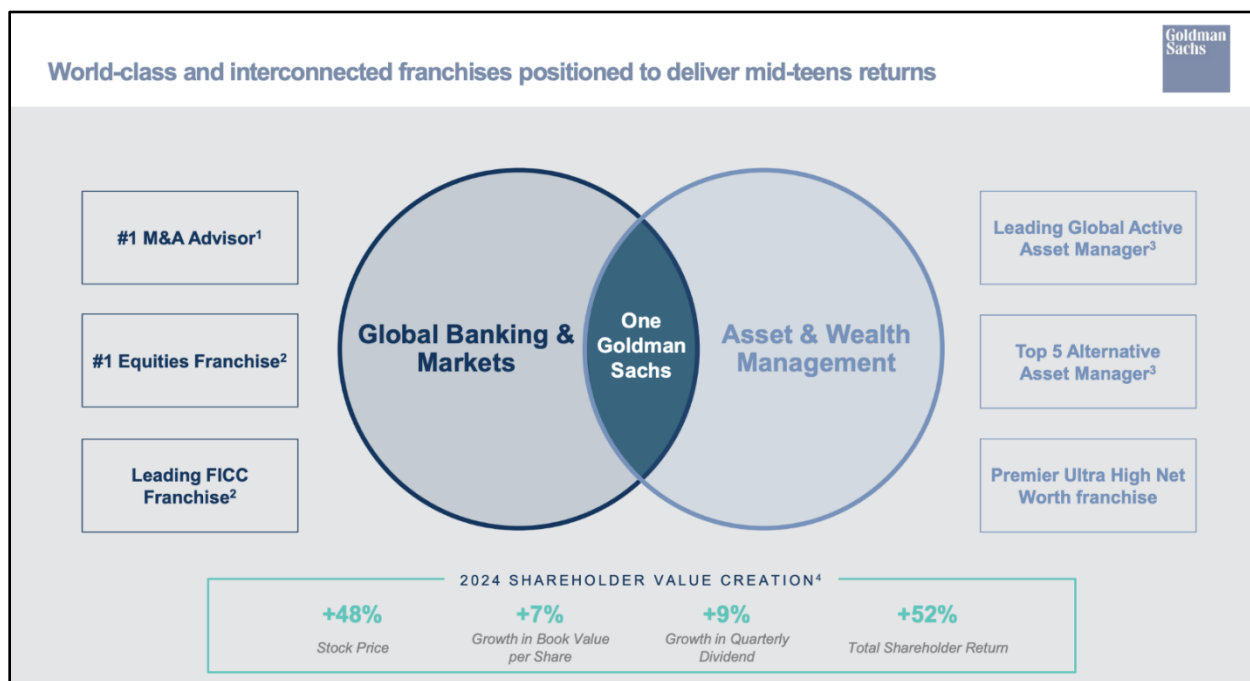 Goldman
Sachs
World-class and interconnected franchises positioned to deliver mid-teens returns
#1 M&A Advisor¹
#1 Equities Franchise²
Leading FICC
Franchise²
Global Banking &
Markets
One
Goldman
Sachs
Asset & Wealth
Management
Leading Global Active
Asset Manager³
Top 5 Alternative
Asset Manager³
Premier Ultra High Net
Worth franchise
2024 SHAREHOLDER VALUE CREATION⁴
+48%
Stock Price
+7%
Growth in Book Value
per Share
+9%
Growth in Quarterly
Dividend
+52%
Total Shareholder Return